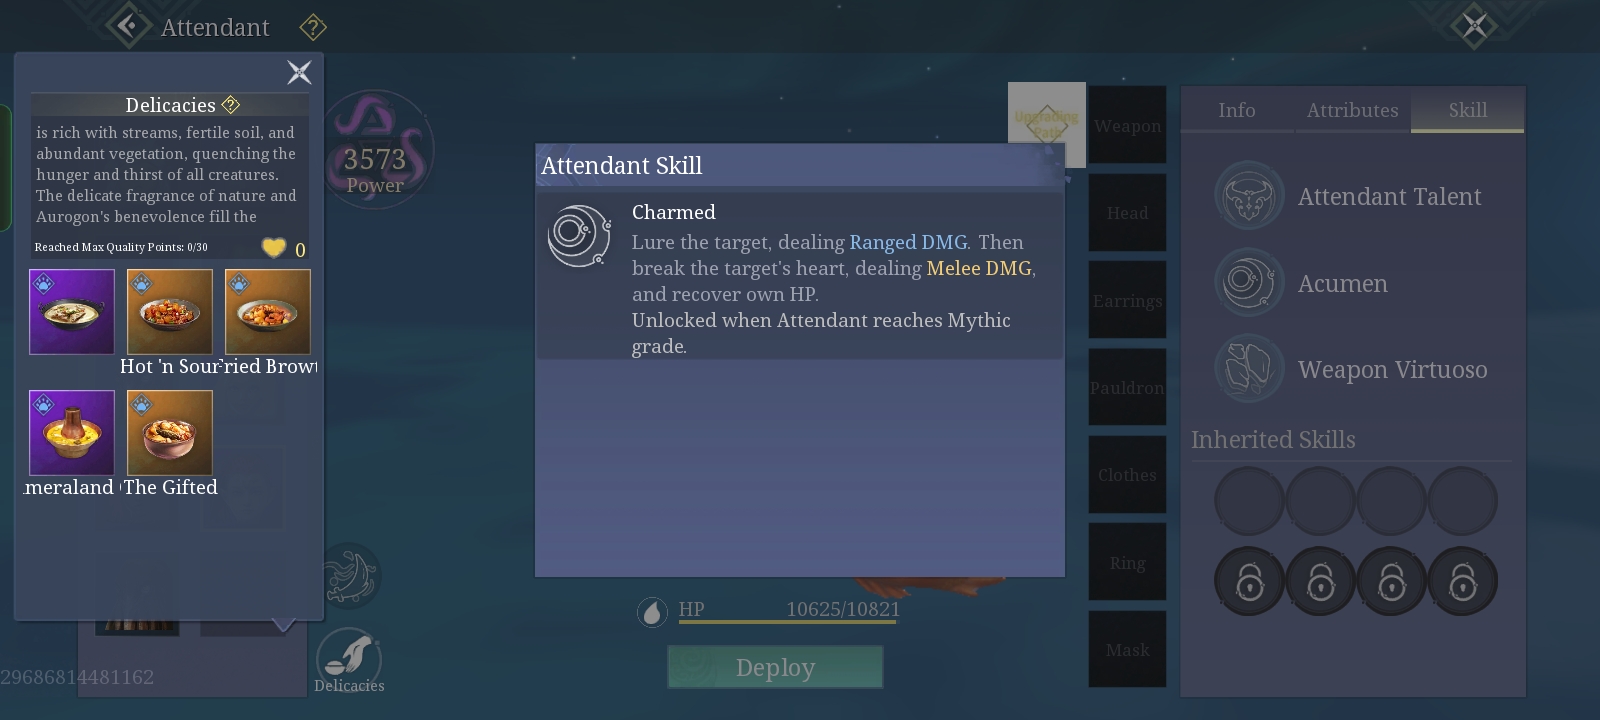 Attendant
Delicacies
is rich with streams, fertile soil, and
abundant vegetation, quenching the
hunger and thirst of all creatures.
The delicate fragrance of nature and
Aurogon's benevolence fill the
Reached Max Quality Points: 0/30
0
Hot 'n Sour
ried Brow
meraland
The Gifted
3573
Power
Delicacies
29686814481162
Attendant Skill
Charmed
Lure the target, dealing Ranged DMG. Then
break the target's heart, dealing Melee DMG,
and recover own HP.
Unlocked when Attendant reaches Mythic
grade.
HP 10625/10821
Deploy
Upgrading
Path
Weapon
Head
Earrings
Pauldron
Clothes
Ring
Mask
Info Attributes Skill
Attendant Talent
Acumen
Weapon Virtuoso
Inherited Skills